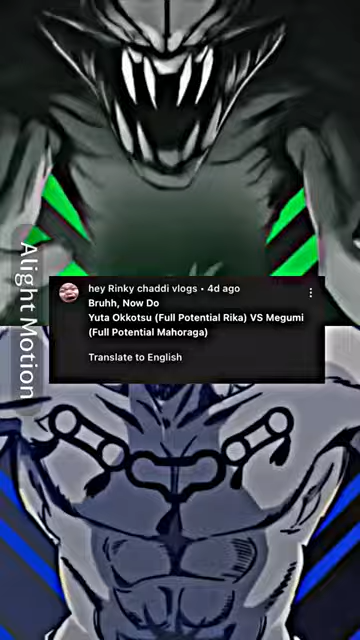 Alight Motion
hey Rinky chaddi vlogs • 4d ago
Bruhh, Now Do
Yuta Okkotsu (Full Potential Rika) VS Megumi
(Full Potential Mahoraga)
Translate to English